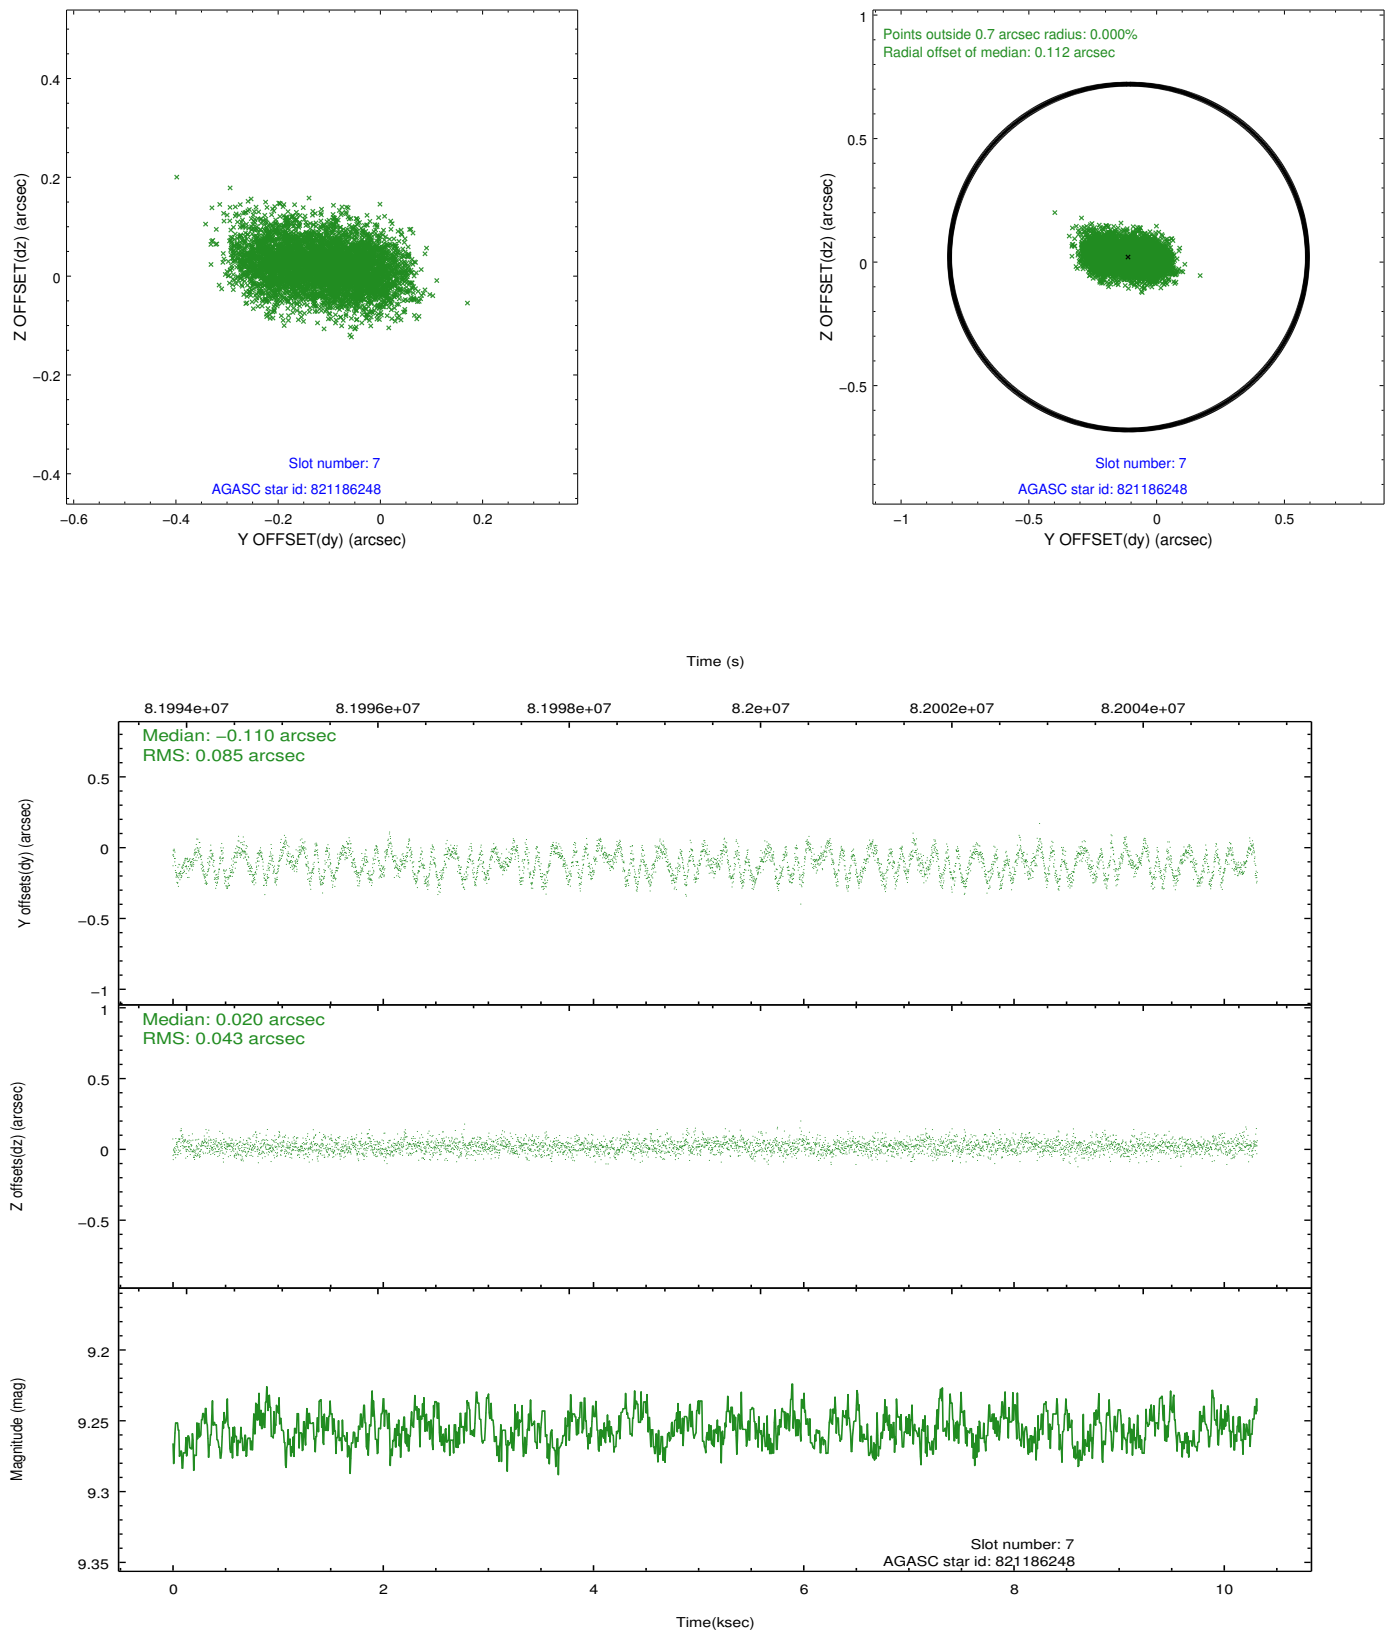 0.4
0.2
0
−0.2
−0.4
Z OFFSET(dz) (arcsec)
Slot number: 7
AGASC star id: 821186248
−0.6 −0.4 −0.2 0 0.2
Y OFFSET(dy) (arcsec)
Points outside 0.7 arcsec radius: 0.000%
Radial offset of median: 0.112 arcsec
1
0.5
0
−0.5
Z OFFSET(dz) (arcsec)
Slot number: 7
AGASC star id: 821186248
−1 −0.5 0 0.5
Y OFFSET(dy) (arcsec)
Time (s)
8.1994e+07 8.1996e+07 8.1998e+07 8.2e+07 8.2002e+07 8.2004e+07
Median: −0.110 arcsec
RMS: 0.085 arcsec
0.5
0
−0.5
−1
Y offsets(dy) (arcsec)
Median: 0.020 arcsec
RMS: 0.043 arcsec
1
0.5
0
−0.5
Z offsets(dz) (arcsec)
9.2
9.25
9.3
9.35
Magnitude (mag)
Slot number: 7
AGASC star id: 821186248
0 2 4 6 8 10
Time(ksec)